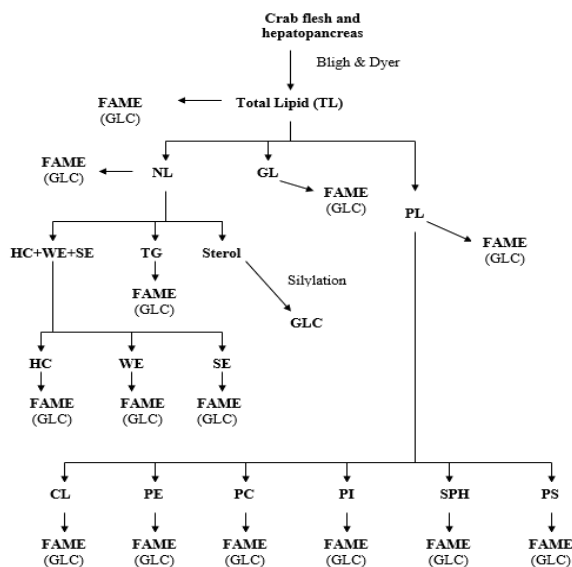 Crab flesh and
hepatopancreas
Bligh & Dyer
FAME
(GLC)
Total Lipid (TL)
FAME
(GLC)
NL
GL
FAME
(GLC)
PL
FAME
(GLC)
HC+WE+SE
TG
Sterol
FAME
(GLC)
Silylation
GLC
HC
WE
SE
FAME
(GLC)
FAME
(GLC)
FAME
(GLC)
CL
PE
PC
PI
SPH
PS
FAME
(GLC)
FAME
(GLC)
FAME
(GLC)
FAME
(GLC)
FAME
(GLC)
FAME
(GLC)